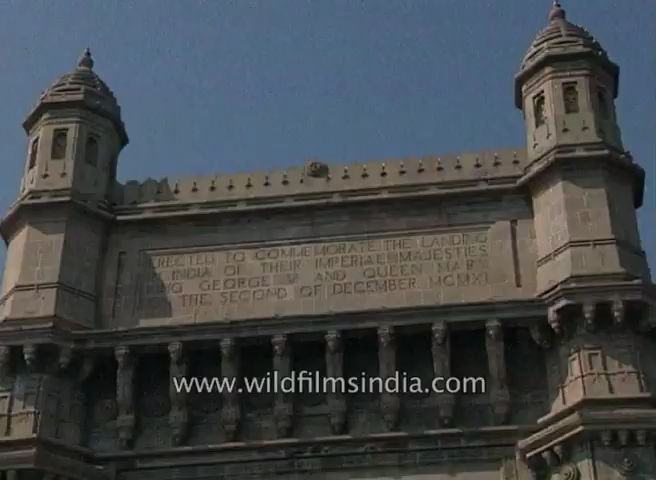 ERECTED TO COMMEMORATE THE LANDING
IN INDIA OF THEIR IMPERIAL MAJESTIES
KING GEORGE V AND QUEEN MARY
THE SECOND OF DECEMBER MCMXI
www.wildfilmsindia.com